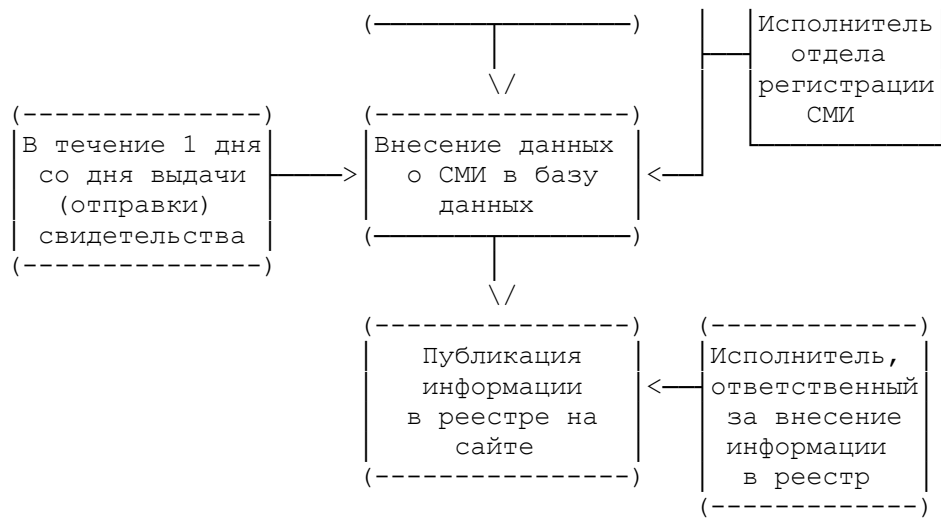 Исполнитель
отдела
регистрации
СМИ
В течение 1 дня
со дня выдачи
(отправки)
свидетельства
Внесение данных
о СМИ в базу
данных
Публикация
информации
в реестре на
сайте
Исполнитель,
ответственный
за внесение
информации
в реестр